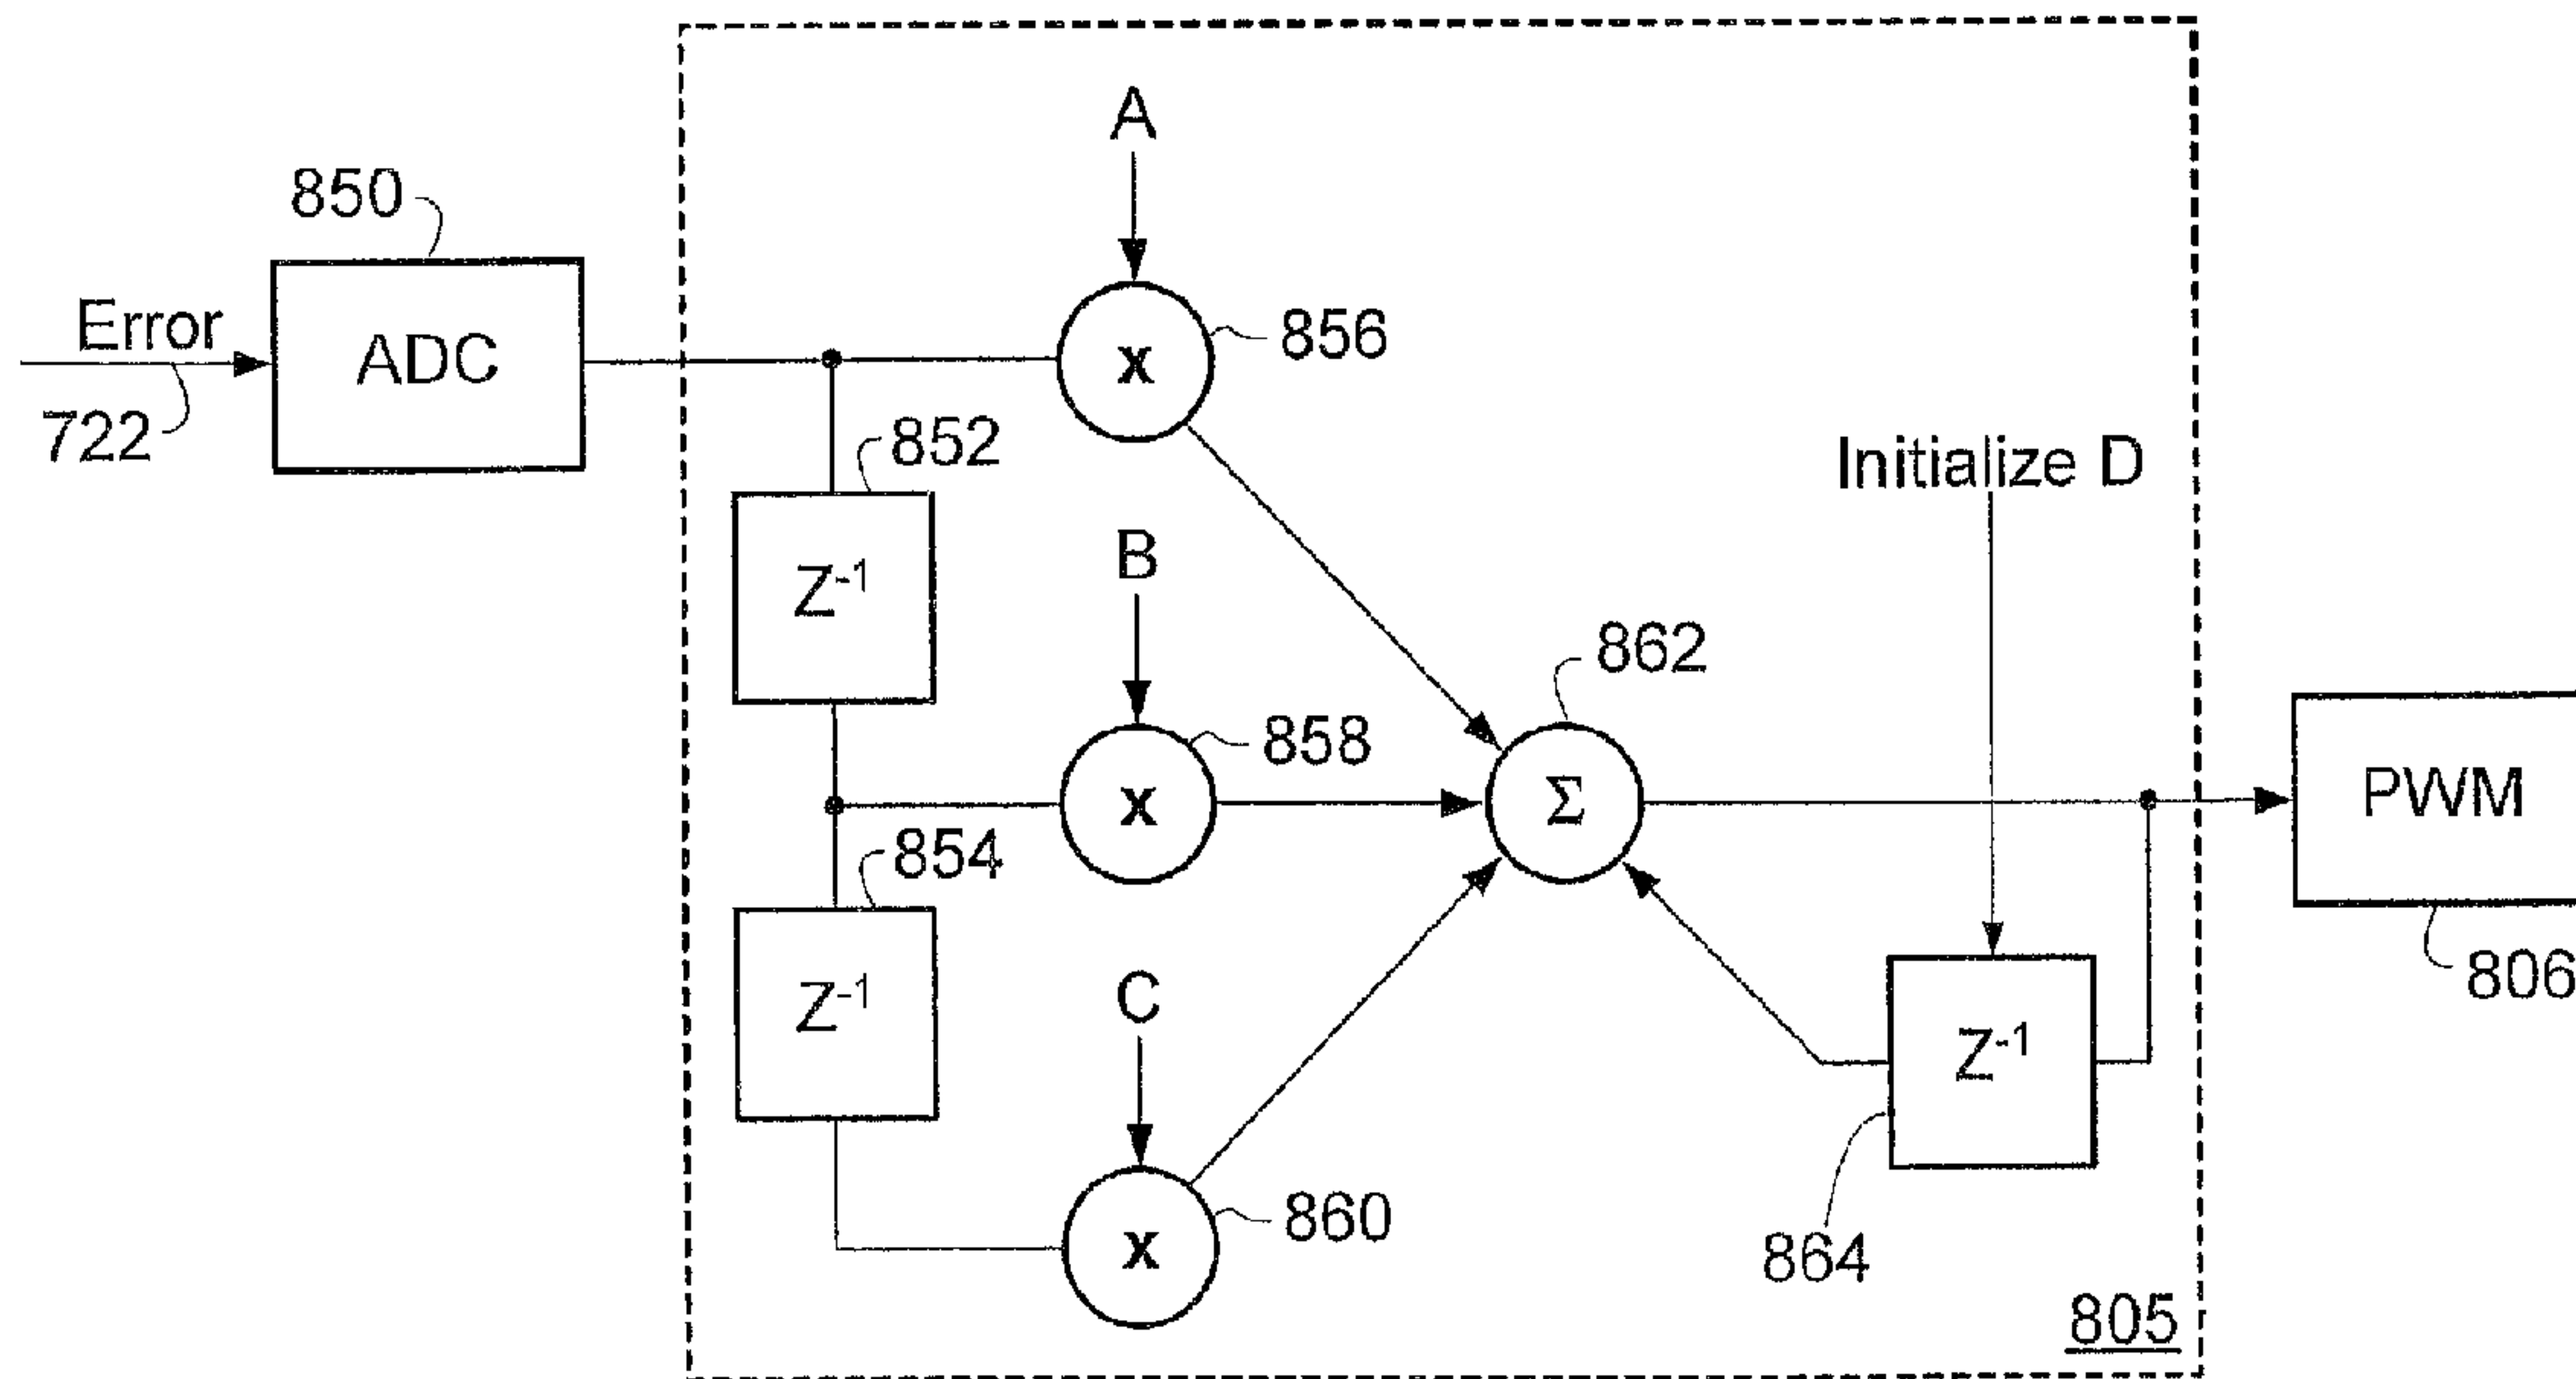 A
850
Error
ADC
x
856
722
852
Initialize D
Z⁻¹
B
862
858
x
Σ
PWM
854
C
806
Z⁻¹
Z⁻¹
x
860
864
805